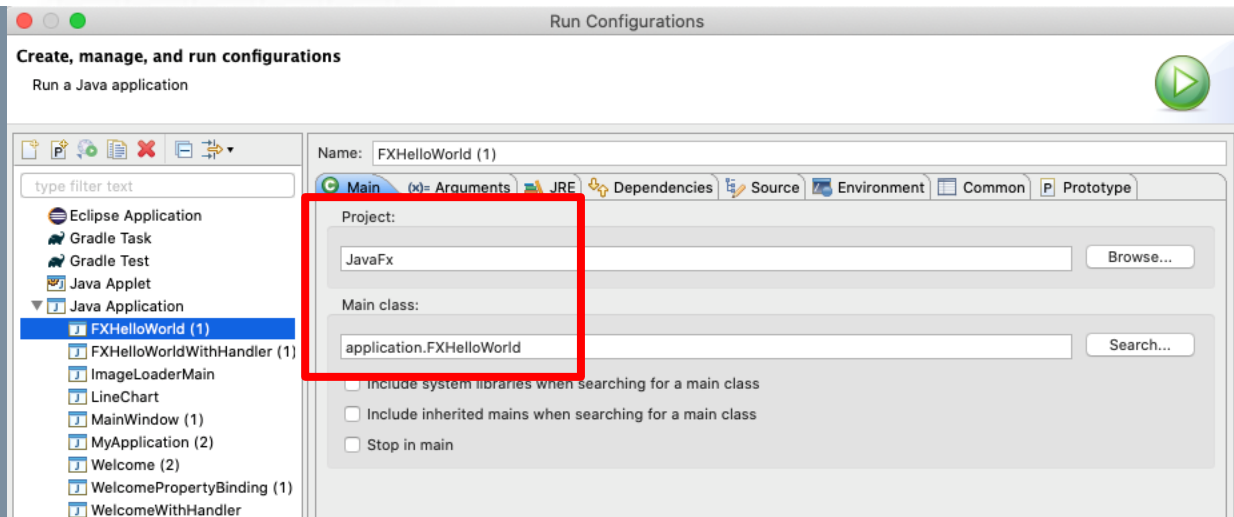 Run Configurations
Create, manage, and run configurations
Run a Java application
Name: FXHelloWorld (1)
type filter text
Main (x)= Arguments JRE Dependencies Source Environment Common P Prototype
Eclipse Application
Gradle Task
Gradle Test
Java Applet
Java Application
FXHelloWorld (1)
FXHelloWorldWithHandler (1)
ImageLoaderMain
LineChart
MainWindow (1)
MyApplication (2)
Welcome (2)
WelcomePropertyBinding (1)
WelcomeWithHandler
Project:
JavaFx Browse...
Main class:
application.FXHelloWorld Search...
Include system libraries when searching for a main class
Include inherited mains when searching for a main class
Stop in main